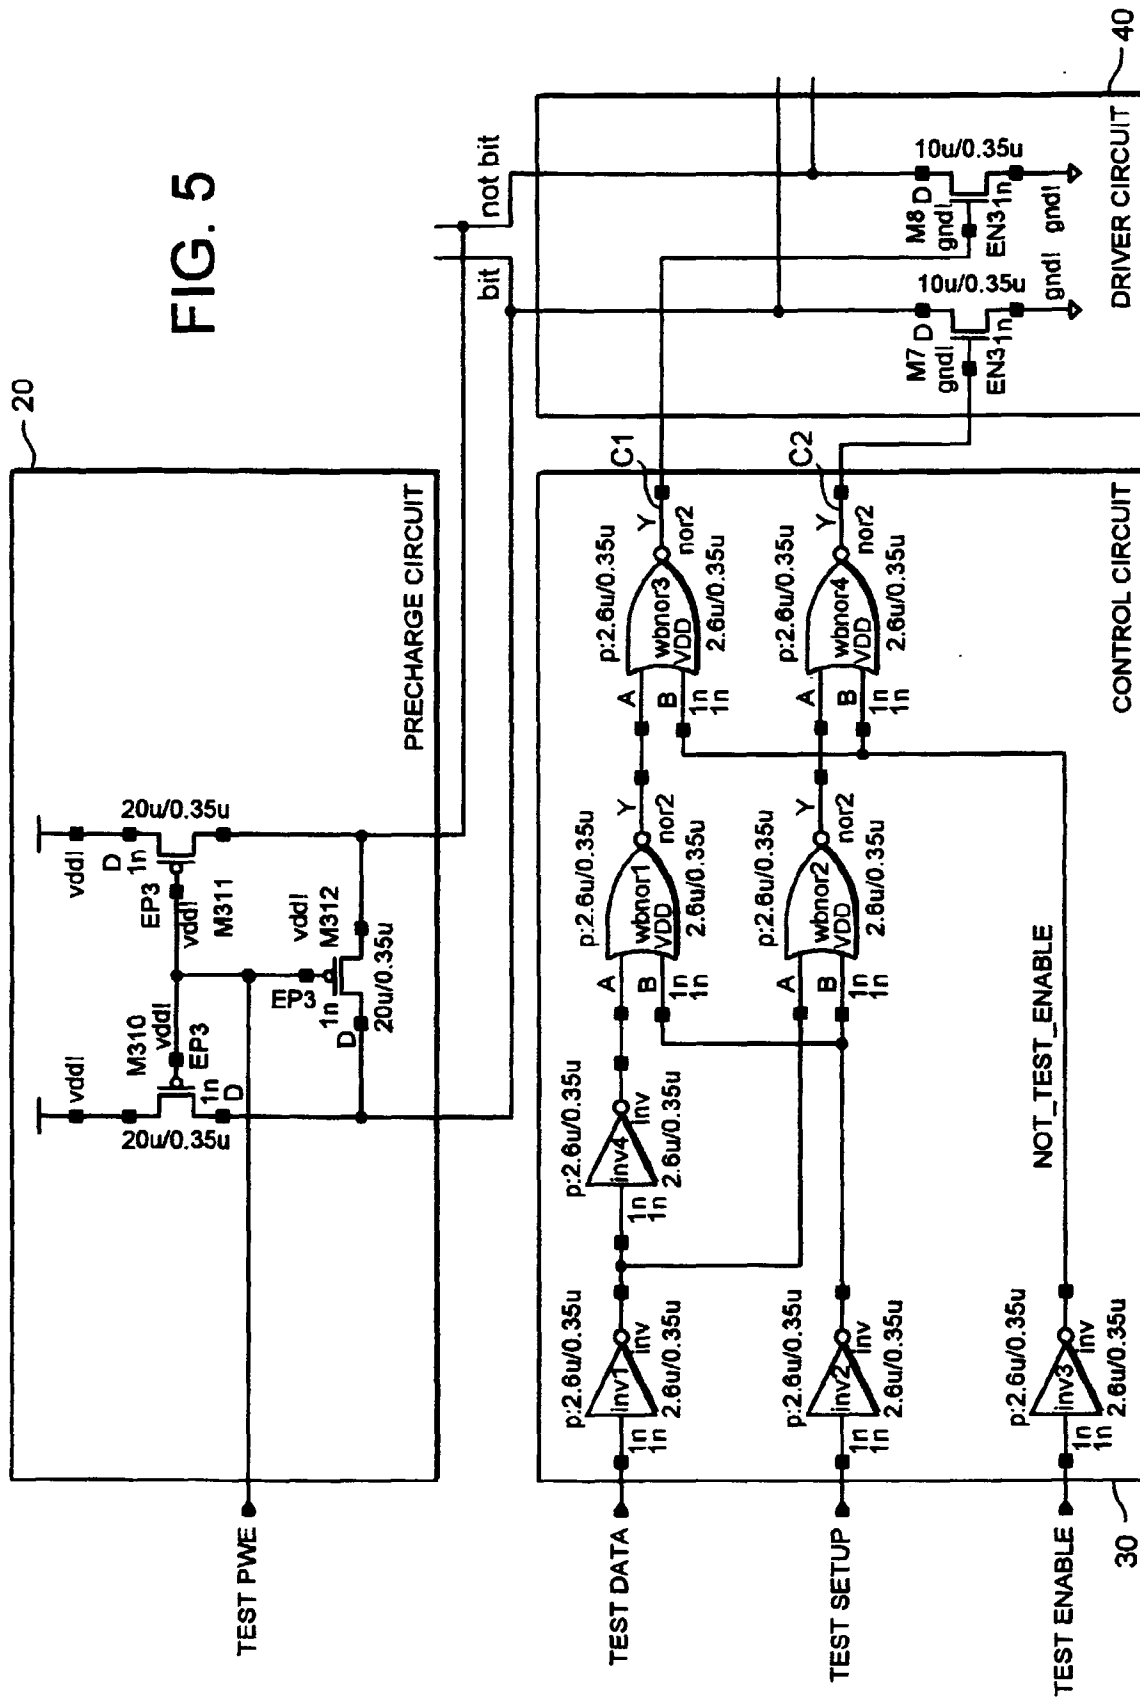 FIG. 5
20
PRECHARGE CIRCUIT
TEST PWE
vdd!
M310
vdd!
EP3
1n
D
20u/0.35u
vdd!
D
1n
20u/0.35u
EP3
vdd!
M311
vdd!
M312
EP3
1n
D
20u/0.35u
bit
not bit
TEST DATA
p:2.6u/0.35u
inv1
inv
1n
1n
2.6u/0.35u
p:2.6u/0.35u
inv4
inv
1n
1n
2.6u/0.35u
p:2.6u/0.35u
A
B
wbnor1
VDD
Y
nor2
1n
1n
2.6u/0.35u
p:2.6u/0.35u
A
B
wbnor3
VDD
Y
nor2
1n
1n
2.6u/0.35u
C1
TEST SETUP
p:2.6u/0.35u
inv2
inv
1n
1n
2.6u/0.35u
p:2.6u/0.35u
A
B
wbnor2
VDD
Y
nor2
1n
1n
2.6u/0.35u
p:2.6u/0.35u
A
B
wbnor4
VDD
Y
nor2
1n
1n
2.6u/0.35u
C2
TEST ENABLE
p:2.6u/0.35u
inv3
inv
1n
1n
2.6u/0.35u
NOT_TEST_ENABLE
CONTROL CIRCUIT
30
M7
gnd!
D
10u/0.35u
EN3
1n
gnd!
M8
gnd!
D
10u/0.35u
EN3
1n
gnd!
DRIVER CIRCUIT
40